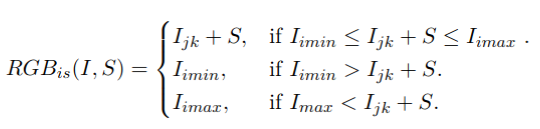 I_{jk} + S, if I_{imin} ≤ I_{jk} + S ≤ I_{imax} .
RGB_{is}(I, S) = { I_{imin}, if I_{imin} > I_{jk} + S.
I_{imax}, if I_{max} < I_{jk} + S.